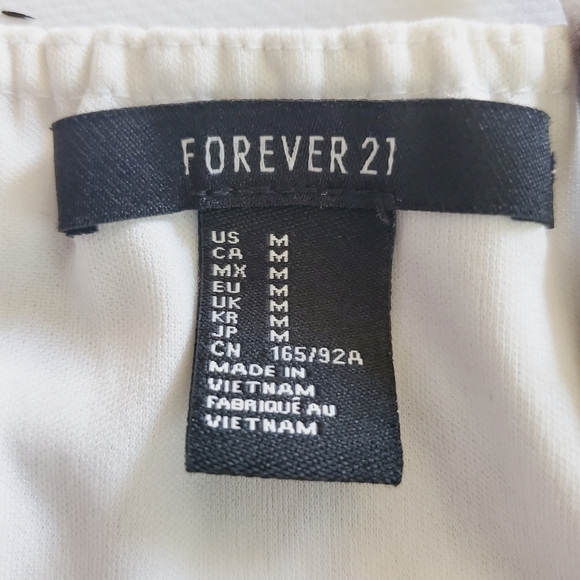 FOREVER 21
US M
CA M
MX M
EU M
UK M
KR M
JP M
CN 165/92A
MADE IN
VIETNAM
FABRIQUÉ AU
VIETNAM